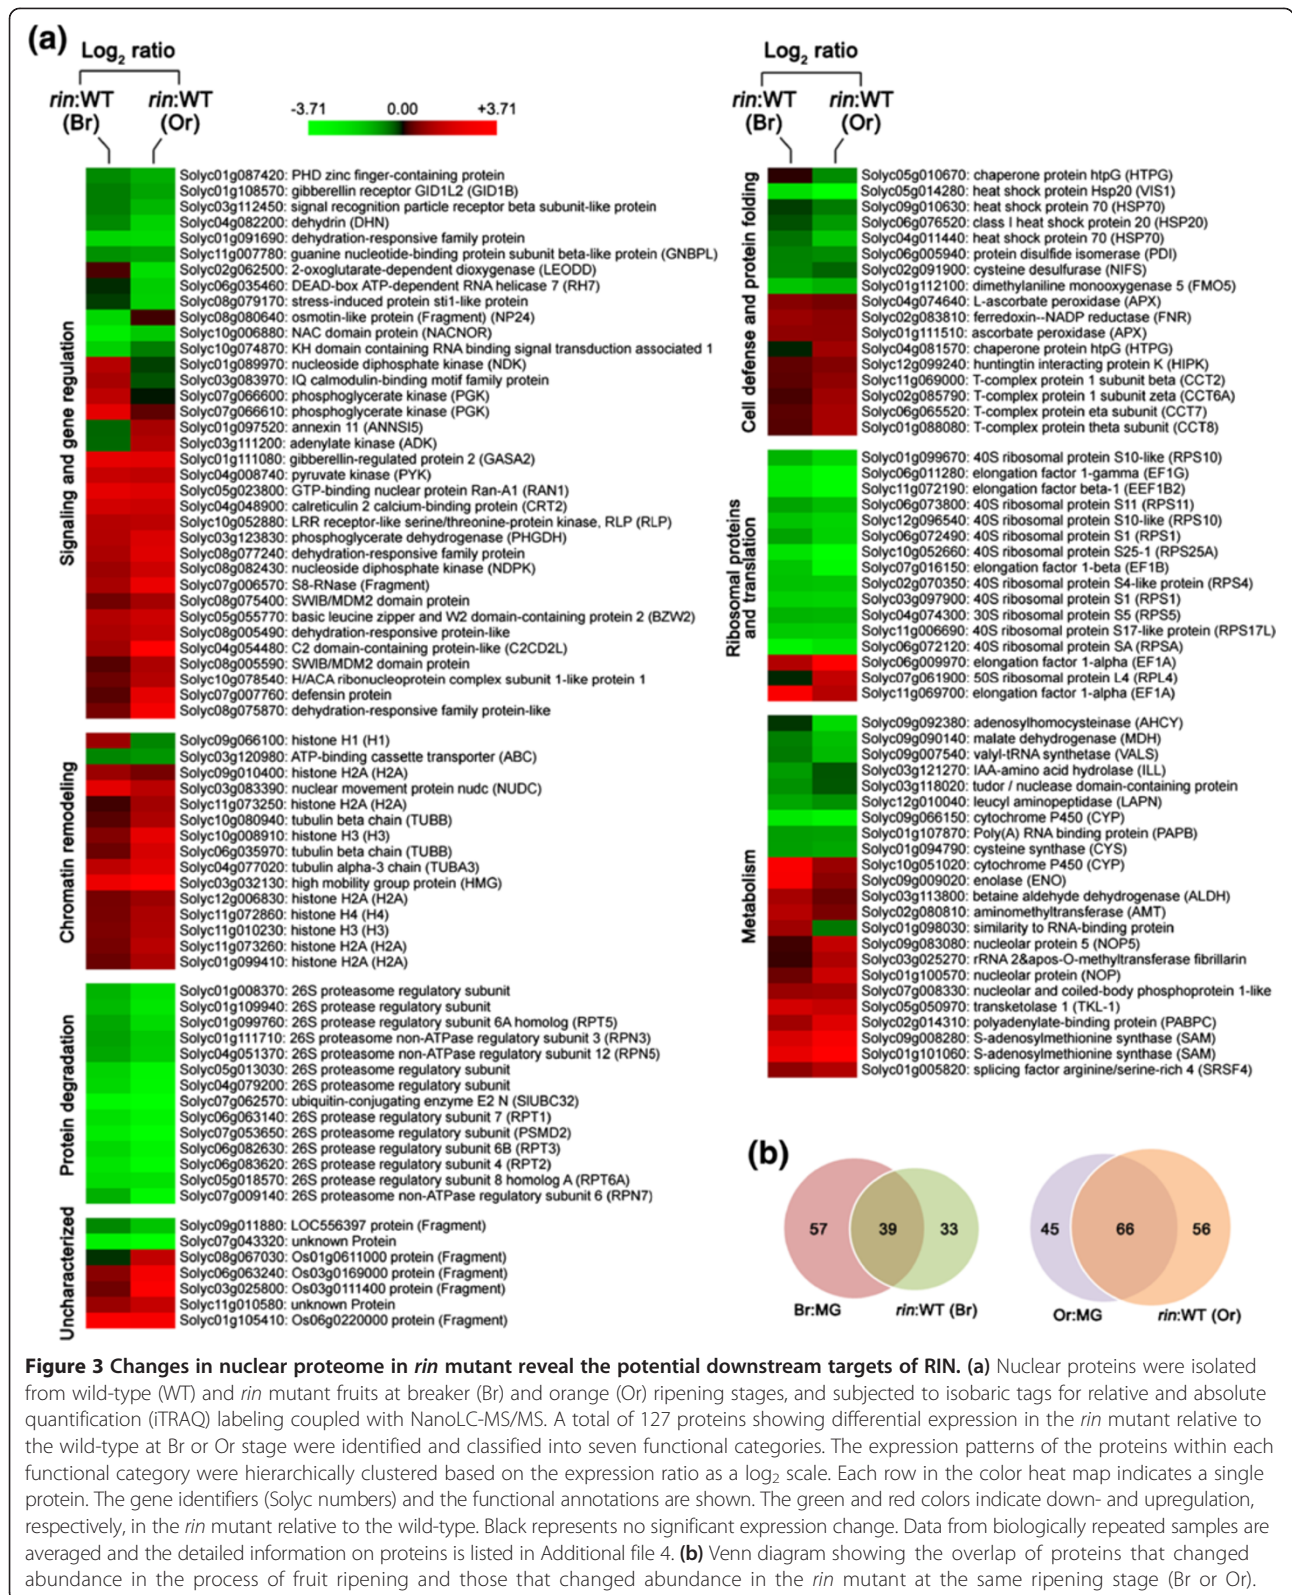 (a)
Log2 ratio
rin:WT (Br)
rin:WT (Or)
-3.71 0.00 +3.71
Signaling and gene regulation
Solyc01g087420: PHD zinc finger-containing protein
Solyc01g108570: gibberellin receptor GID1L2 (GID1B)
Solyc03g112450: signal recognition particle receptor beta subunit-like protein
Solyc04g082200: dehydrin (DHN)
Solyc01g091690: dehydration-responsive family protein
Solyc11g007780: guanine nucleotide-binding protein subunit beta-like protein (GNBPL)
Solyc02g062500: 2-oxoglutarate-dependent dioxygenase (LEODD)
Solyc06g035460: DEAD-box ATP-dependent RNA helicase 7 (RH7)
Solyc08g079170: stress-induced protein sti1-like protein
Solyc08g080640: osmotin-like protein (Fragment) (NP24)
Solyc10g006880: NAC domain protein (NACNOR)
Solyc10g074870: KH domain containing RNA binding signal transduction associated 1
Solyc01g089970: nucleoside diphosphate kinase (NDK)
Solyc03g083970: IQ calmodulin-binding motif family protein
Solyc07g066600: phosphoglycerate kinase (PGK)
Solyc07g066610: phosphoglycerate kinase (PGK)
Solyc01g097520: annexin 11 (ANNSI5)
Solyc03g111200: adenylate kinase (ADK)
Solyc01g111080: gibberellin-regulated protein 2 (GASA2)
Solyc04g008740: pyruvate kinase (PYK)
Solyc05g023800: GTP-binding nuclear protein Ran-A1 (RAN1)
Solyc04g048900: calreticulin 2 calcium-binding protein (CRT2)
Solyc10g052880: LRR receptor-like serine/threonine-protein kinase, RLP (RLP)
Solyc03g123830: phosphoglycerate dehydrogenase (PHGDH)
Solyc08g077240: dehydration-responsive family protein
Solyc08g082430: nucleoside diphosphate kinase (NDPK)
Solyc07g006570: S8-RNase (Fragment)
Solyc08g075400: SWIB/MDM2 domain protein
Solyc05g055770: basic leucine zipper and W2 domain-containing protein 2 (BZW2)
Solyc08g005490: dehydration-responsive protein-like
Solyc04g054480: C2 domain-containing protein-like (C2CD2L)
Solyc08g005590: SWIB/MDM2 domain protein
Solyc10g078540: H/ACA ribonucleoprotein complex subunit 1-like protein 1
Solyc07g007760: defensin protein
Solyc08g075870: dehydration-responsive family protein-like
Chromatin remodeling
Solyc09g066100: histone H1 (H1)
Solyc03g120980: ATP-binding cassette transporter (ABC)
Solyc09g010400: histone H2A (H2A)
Solyc03g083390: nuclear movement protein nudc (NUDC)
Solyc11g073250: histone H2A (H2A)
Solyc10g080940: tubulin beta chain (TUBB)
Solyc10g008910: histone H3 (H3)
Solyc06g035970: tubulin beta chain (TUBB)
Solyc04g077020: tubulin alpha-3 chain (TUBA3)
Solyc03g032130: high mobility group protein (HMG)
Solyc12g006830: histone H2A (H2A)
Solyc11g072860: histone H4 (H4)
Solyc11g010230: histone H3 (H3)
Solyc11g073260: histone H2A (H2A)
Solyc01g099410: histone H2A (H2A)
Protein degradation
Solyc01g008370: 26S proteasome regulatory subunit
Solyc01g109940: 26S protease regulatory subunit
Solyc01g099760: 26S protease regulatory subunit 6A homolog (RPT5)
Solyc01g111710: 26S proteasome non-ATPase regulatory subunit 3 (RPN3)
Solyc04g051370: 26S proteasome non-ATPase regulatory subunit 12 (RPN5)
Solyc05g013030: 26S proteasome regulatory subunit
Solyc04g079200: 26S proteasome regulatory subunit
Solyc07g062570: ubiquitin-conjugating enzyme E2 N (SlUBC32)
Solyc06g063140: 26S protease regulatory subunit 7 (RPT1)
Solyc07g053650: 26S proteasome regulatory subunit (PSMD2)
Solyc06g082630: 26S protease regulatory subunit 6B (RPT3)
Solyc06g083620: 26S protease regulatory subunit 4 (RPT2)
Solyc05g018570: 26S protease regulatory subunit 8 homolog A (RPT6A)
Solyc07g009140: 26S proteasome non-ATPase regulatory subunit 6 (RPN7)
Uncharacterized
Solyc09g011880: LOC556397 protein (Fragment)
Solyc07g043320: unknown Protein
Solyc08g067030: Os01g0611000 protein (Fragment)
Solyc06g063240: Os03g0169000 protein (Fragment)
Solyc03g025800: Os03g0111400 protein (Fragment)
Solyc11g010580: unknown Protein
Solyc01g105410: Os06g0220000 protein (Fragment)
Log2 ratio
rin:WT (Br)
rin:WT (Or)
Cell defense and protein folding
Solyc05g010670: chaperone protein htpG (HTPG)
Solyc05g014280: heat shock protein Hsp20 (VIS1)
Solyc09g010630: heat shock protein 70 (HSP70)
Solyc06g076520: class I heat shock protein 20 (HSP20)
Solyc04g011440: heat shock protein 70 (HSP70)
Solyc06g005940: protein disulfide isomerase (PDI)
Solyc02g091900: cysteine desulfurase (NIFS)
Solyc01g112100: dimethylaniline monooxygenase 5 (FMO5)
Solyc04g074640: L-ascorbate peroxidase (APX)
Solyc02g083810: ferredoxin--NADP reductase (FNR)
Solyc01g111510: ascorbate peroxidase (APX)
Solyc04g081570: chaperone protein htpG (HTPG)
Solyc12g099240: huntingtin interacting protein K (HIPK)
Solyc11g069000: T-complex protein 1 subunit beta (CCT2)
Solyc02g085790: T-complex protein 1 subunit zeta (CCT6A)
Solyc06g065520: T-complex protein eta subunit (CCT7)
Solyc01g088080: T-complex protein theta subunit (CCT8)
Ribosomal proteins and translation
Solyc01g099670: 40S ribosomal protein S10-like (RPS10)
Solyc06g011280: elongation factor 1-gamma (EF1G)
Solyc11g072190: elongation factor beta-1 (EEF1B2)
Solyc06g073800: 40S ribosomal protein S11 (RPS11)
Solyc12g096540: 40S ribosomal protein S10-like (RPS10)
Solyc06g072490: 40S ribosomal protein S1 (RPS1)
Solyc10g052660: 40S ribosomal protein S25-1 (RPS25A)
Solyc07g016150: elongation factor 1-beta (EF1B)
Solyc02g070350: 40S ribosomal protein S4-like protein (RPS4)
Solyc03g097900: 40S ribosomal protein S1 (RPS1)
Solyc04g074300: 30S ribosomal protein S5 (RPS5)
Solyc11g006690: 40S ribosomal protein S17-like protein (RPS17L)
Solyc06g072120: 40S ribosomal protein SA (RPSA)
Solyc06g009970: elongation factor 1-alpha (EF1A)
Solyc07g061900: 50S ribosomal protein L4 (RPL4)
Solyc11g069700: elongation factor 1-alpha (EF1A)
Metabolism
Solyc09g092380: adenosylhomocysteinase (AHCY)
Solyc09g090140: malate dehydrogenase (MDH)
Solyc09g007540: valyl-tRNA synthetase (VALS)
Solyc03g121270: IAA-amino acid hydrolase (ILL)
Solyc03g118020: tudor / nuclease domain-containing protein
Solyc12g010040: leucyl aminopeptidase (LAPN)
Solyc09g066150: cytochrome P450 (CYP)
Solyc01g107870: Poly(A) RNA binding protein (PAPB)
Solyc01g094790: cysteine synthase (CYS)
Solyc10g051020: cytochrome P450 (CYP)
Solyc09g009020: enolase (ENO)
Solyc03g113800: betaine aldehyde dehydrogenase (ALDH)
Solyc02g080810: aminomethyltransferase (AMT)
Solyc01g098030: similarity to RNA-binding protein
Solyc09g083080: nucleolar protein 5 (NOP5)
Solyc03g025270: rRNA 2&apos-O-methyltransferase fibrillarin
Solyc01g100570: nucleolar protein (NOP)
Solyc07g008330: nucleolar and coiled-body phosphoprotein 1-like
Solyc05g050970: transketolase 1 (TKL-1)
Solyc02g014310: polyadenylate-binding protein (PABPC)
Solyc09g008280: S-adenosylmethionine synthase (SAM)
Solyc01g101060: S-adenosylmethionine synthase (SAM)
Solyc01g005820: splicing factor arginine/serine-rich 4 (SRSF4)
(b)
57 39 33
Br:MG rin:WT (Br)
45 66 56
Or:MG rin:WT (Or)
Figure 3 Changes in nuclear proteome in rin mutant reveal the potential downstream targets of RIN. (a) Nuclear proteins were isolated
from wild-type (WT) and rin mutant fruits at breaker (Br) and orange (Or) ripening stages, and subjected to isobaric tags for relative and absolute
quantification (iTRAQ) labeling coupled with NanoLC-MS/MS. A total of 127 proteins showing differential expression in the rin mutant relative to
the wild-type at Br or Or stage were identified and classified into seven functional categories. The expression patterns of the proteins within each
functional category were hierarchically clustered based on the expression ratio as a log2 scale. Each row in the color heat map indicates a single
protein. The gene identifiers (Solyc numbers) and the functional annotations are shown. The green and red colors indicate down- and upregulation,
respectively, in the rin mutant relative to the wild-type. Black represents no significant expression change. Data from biologically repeated samples are
averaged and the detailed information on proteins is listed in Additional file 4. (b) Venn diagram showing the overlap of proteins that changed
abundance in the process of fruit ripening and those that changed abundance in the rin mutant at the same ripening stage (Br or Or).